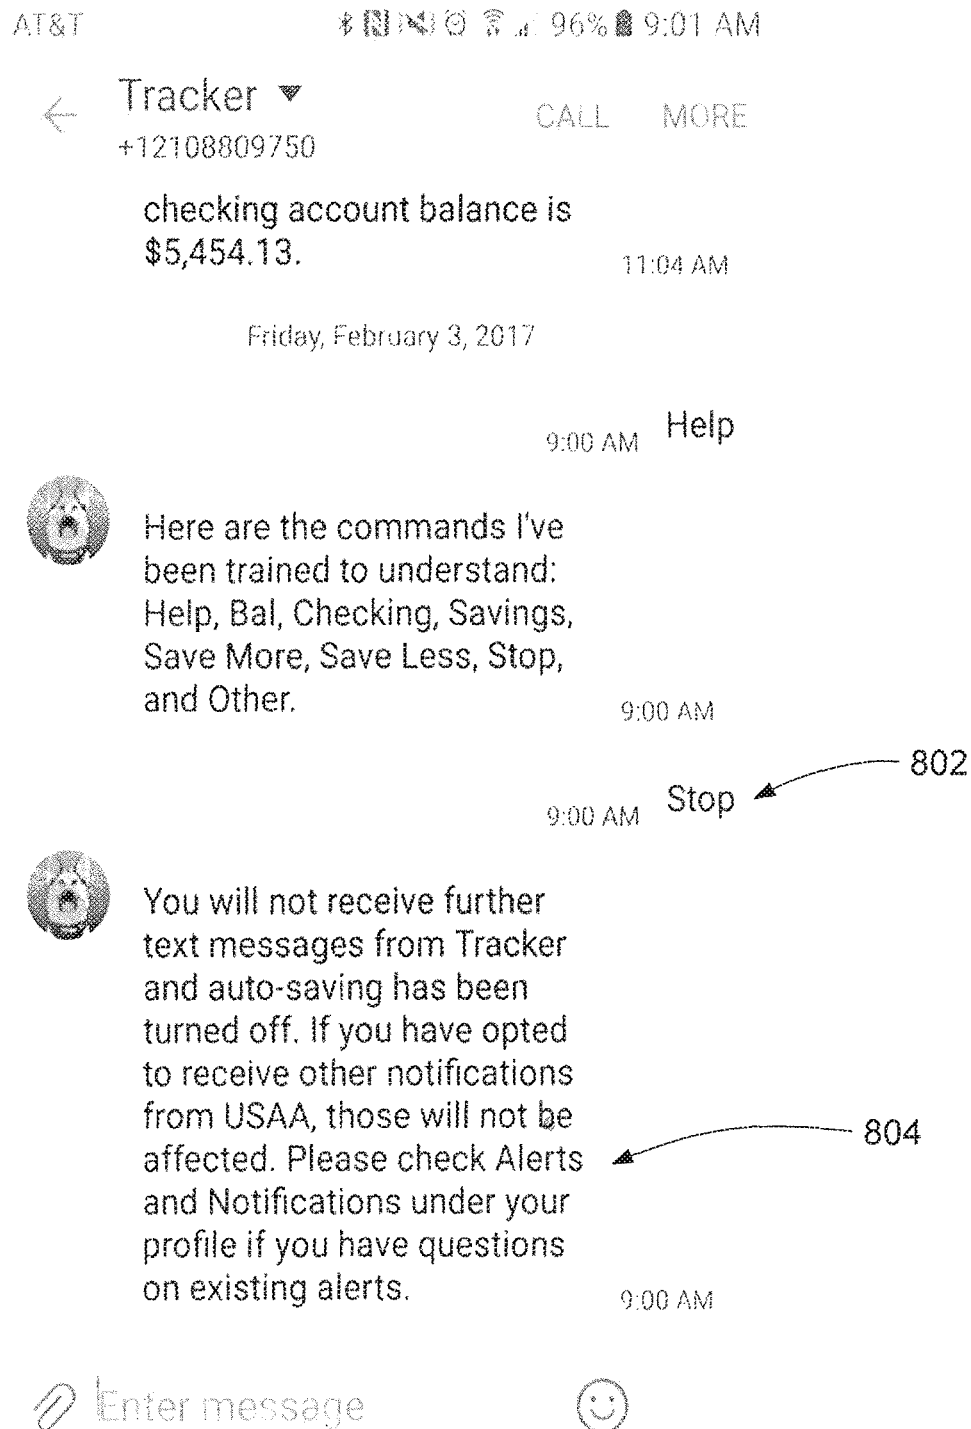 AT&T 96% 9:01 AM
Tracker
CALL MORE
+12108809750
checking account balance is
$5,454.13.
11:04 AM
Friday, February 3, 2017
Help
9:00 AM
Here are the commands I've
been trained to understand:
Help, Bal, Checking, Savings,
Save More, Save Less, Stop,
and Other.
9:00 AM
802
Stop
9:00 AM
You will not receive further
text messages from Tracker
and auto-saving has been
turned off. If you have opted
to receive other notifications
from USAA, those will not be
804
affected. Please check Alerts
and Notifications under your
profile if you have questions
on existing alerts.
9:00 AM
Enter message